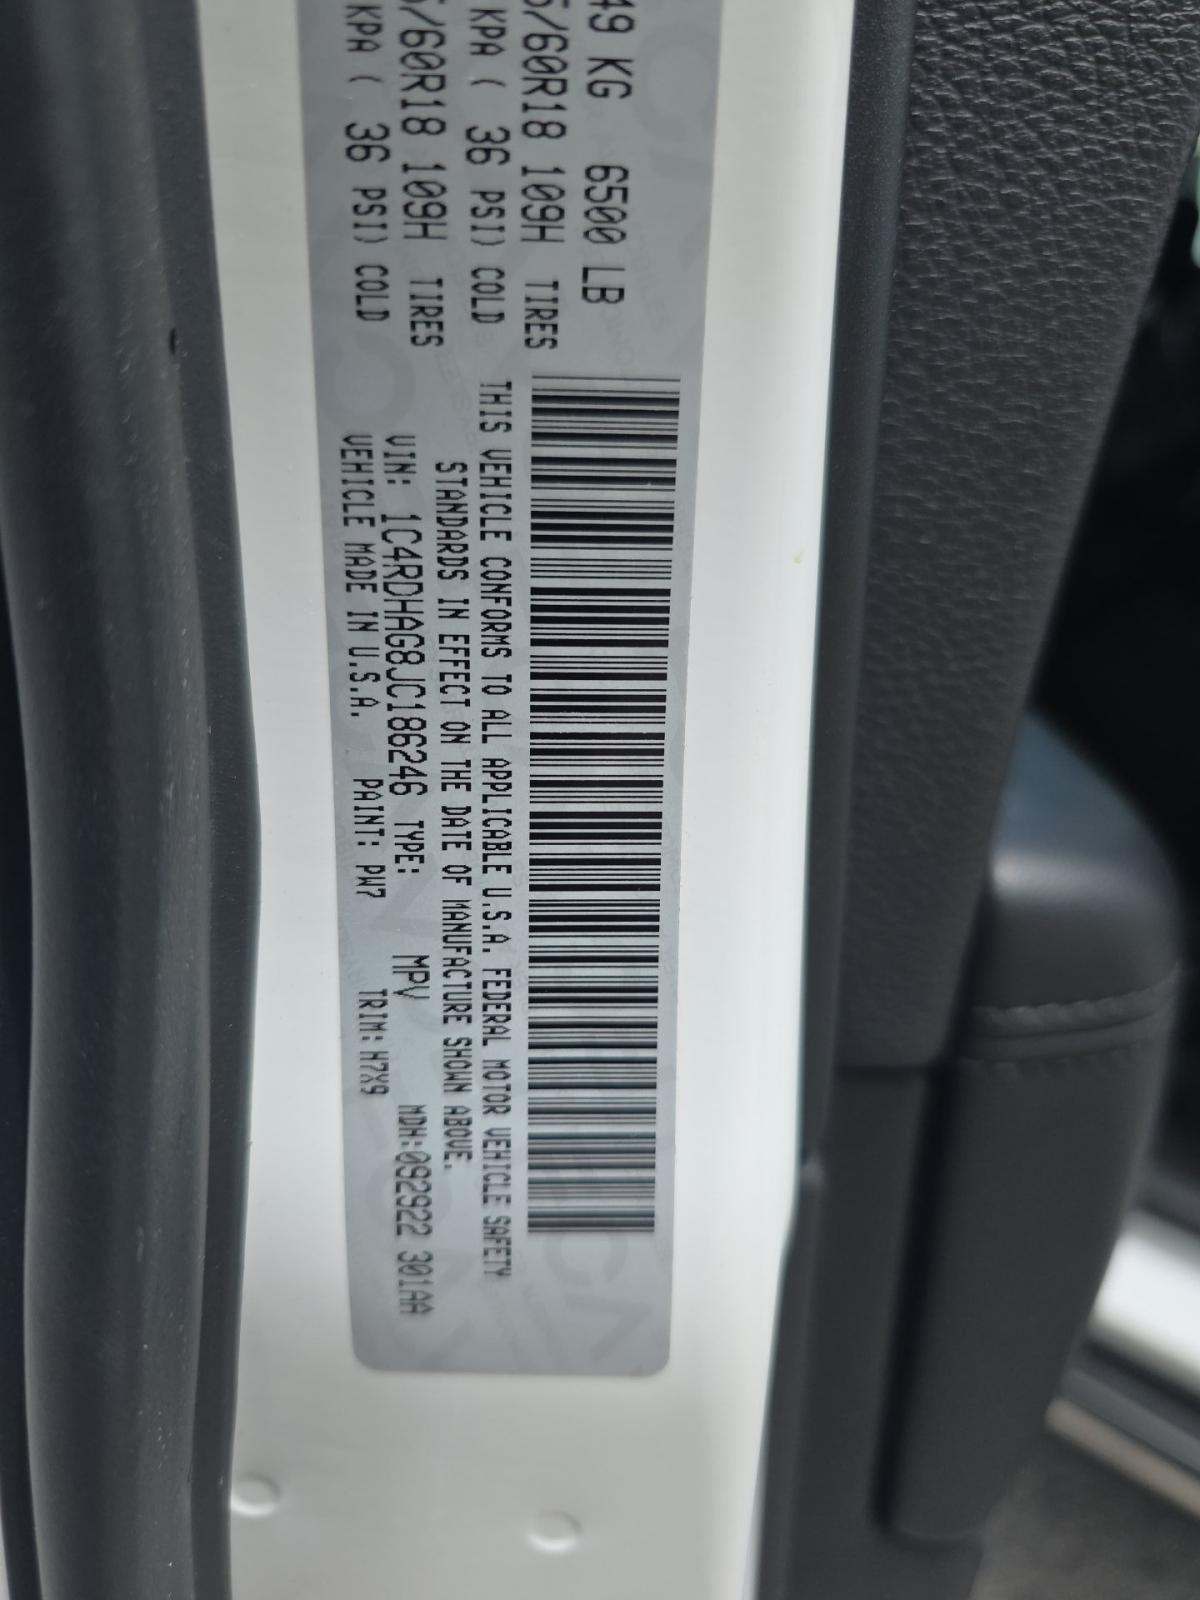 49 KG 6500 LB
/60R18 109H TIRES
KPA ( 36 PSI) COLD
/60R18 109H TIRES
KPA ( 36 PSI) COLD
THIS VEHICLE CONFORMS TO ALL APPLICABLE U.S.A. FEDERAL MOTOR VEHICLE SAFETY
STANDARDS IN EFFECT ON THE DATE OF MANUFACTURE SHOWN ABOVE.
VIN: 1C4RDHAG8JC186246 TYPE: MPV MDH:092922 301AA
VEHICLE MADE IN U.S.A. PAINT: PW7 TRIM:H7X9